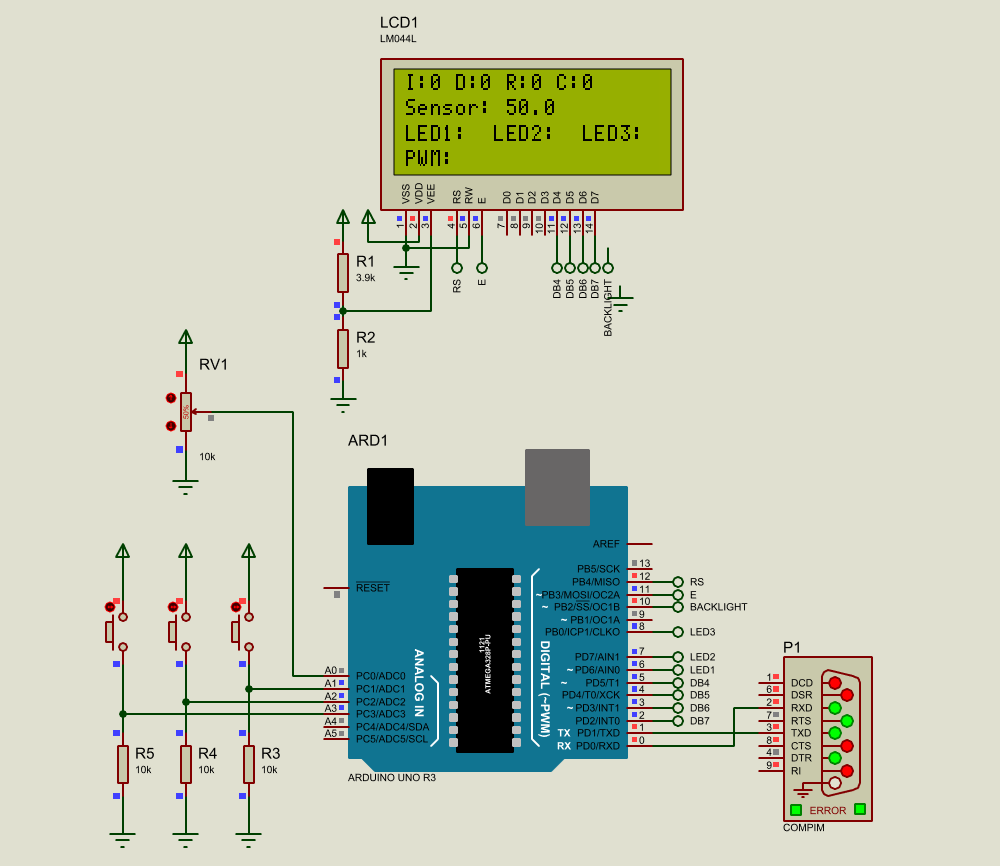 LCD1
LM044L
I:0 D:0 R:0 C:0
Sensor: 50.0
LED1: LED2: LED3:
PWM:
VSS VDD VEE RS RW E D0 D1 D2 D3 D4 D5 D6 D7
1 2 3 4 5 6 7 8 9 10 11 12 13 14
RS E DB4 DB5 DB6 DB7 BACKLIGHT
R1
3.9k
R2
1k
RV1
50%
10k
ARD1
AREF
RESET
PB5/SCK 13
PB4/MISO 12 RS
~PB3/MOSI/OC2A 11 E
~ PB2/SS/OC1B 10 BACKLIGHT
~ PB1/OC1A 9
PB0/ICP1/CLKO 8 LED3
PD7/AIN1 7 LED2
~ PD6/AIN0 6 LED1
~ PD5/T1 5 DB4
PD4/T0/XCK 4 DB5
~ PD3/INT1 3 DB6
PD2/INT0 2 DB7
TX PD1/TXD 1
RX PD0/RXD 0
DIGITAL (~PWM)
1121
ATMEGA328P-PU
ANALOG IN
A0 PC0/ADC0
A1 PC1/ADC1
A2 PC2/ADC2
A3 PC3/ADC3
A4 PC4/ADC4/SDA
A5 PC5/ADC5/SCL
ARDUINO UNO R3
R5
10k
R4
10k
R3
10k
P1
1 DCD
6 DSR
2 RXD
7 RTS
3 TXD
8 CTS
4 DTR
9 RI
ERROR
COMPIM